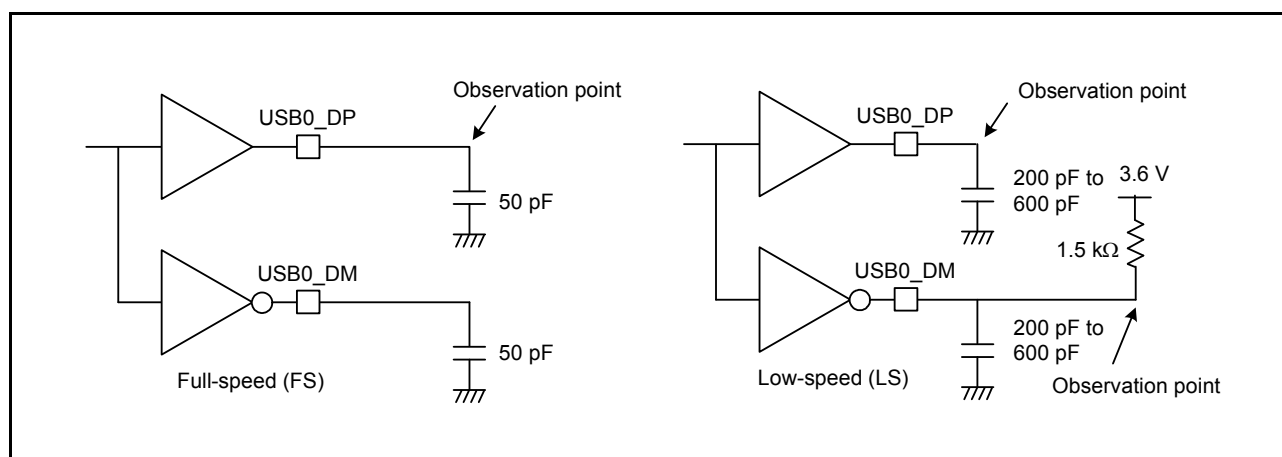 Observation point
USB0_DP
50 pF
USB0_DM
50 pF
Full-speed (FS)
Observation point
USB0_DP
200 pF to
600 pF
3.6 V
1.5 kΩ
USB0_DM
200 pF to
600 pF
Observation point
Low-speed (LS)